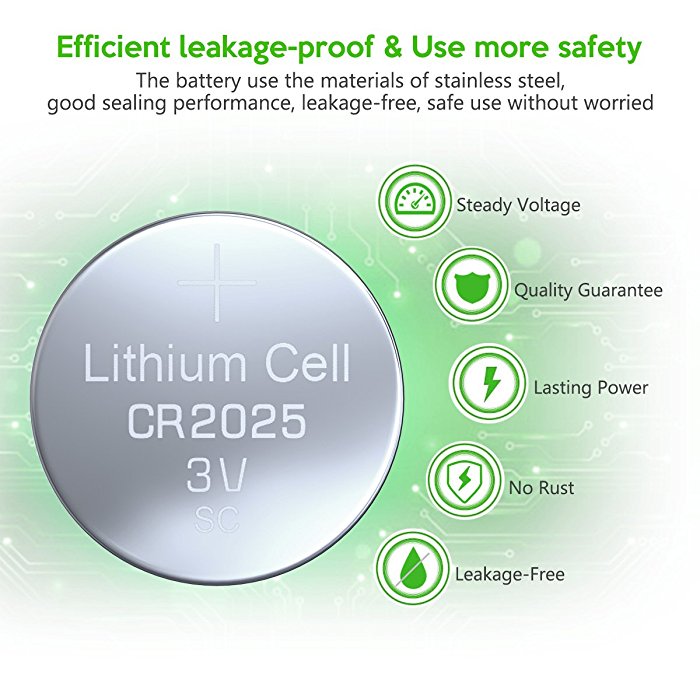 Efficient leakage-proof & Use more safety
The battery use the materials of stainless steel,
good sealing performance, leakage-free, safe use without worried
Steady Voltage
Quality Guarantee
Lasting Power
No Rust
Leakage-Free
+
Lithium Cell
CR2025
3V
SC